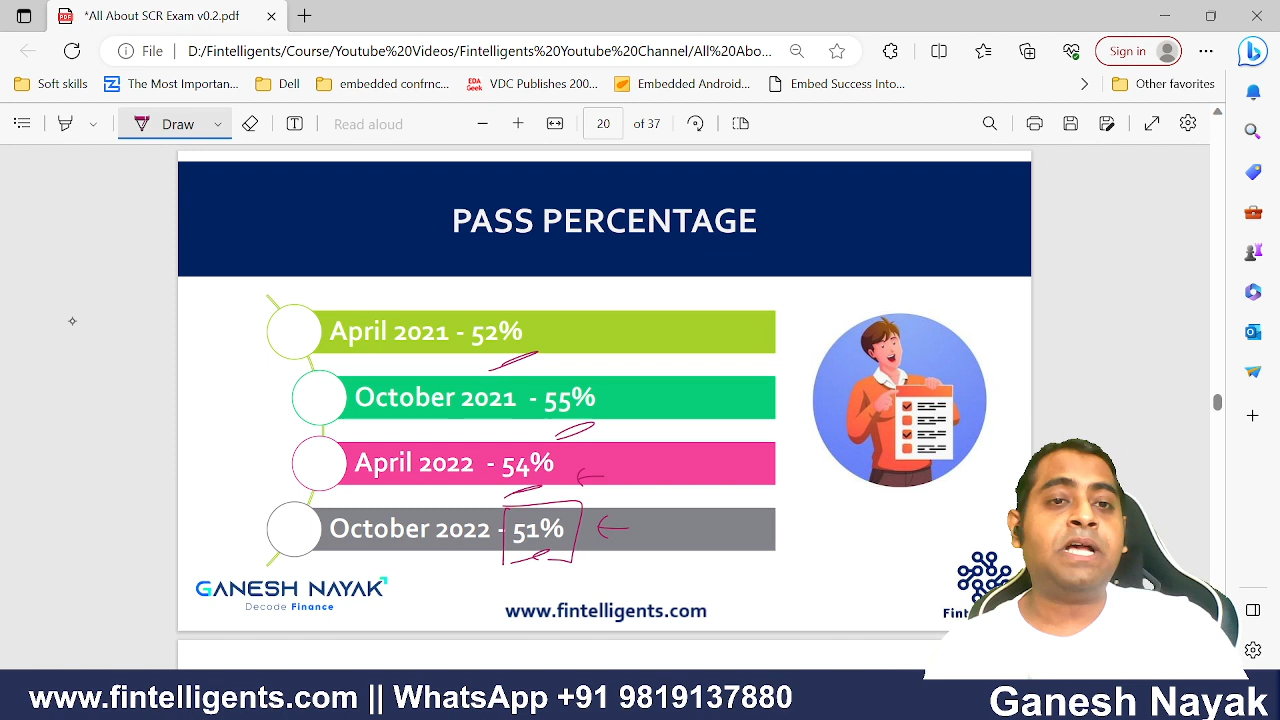 *All About SCR Exam v0.2.pdf
File
D:/Fintelligents/Course/Youtube%20Videos/Fintelligents%20Youtube%20Channel/All%20Abo...
Sign in
Soft skills
The Most Importan...
Dell
embedded confrnc...
EDA
Geek
VDC Publishes 200...
Embedded Android...
Embed Success Into...
Other favorites
Draw
Read aloud
20
of 37
PASS PERCENTAGE
April 2021 - 52%
October 2021 - 55%
April 2022 - 54%
October 2022 - 51%
GANESH NAYAK
Decode Finance
www.fintelligents.com
www.fintelligents.com || WhatsApp +91 9819137880
Ganesh Nayak